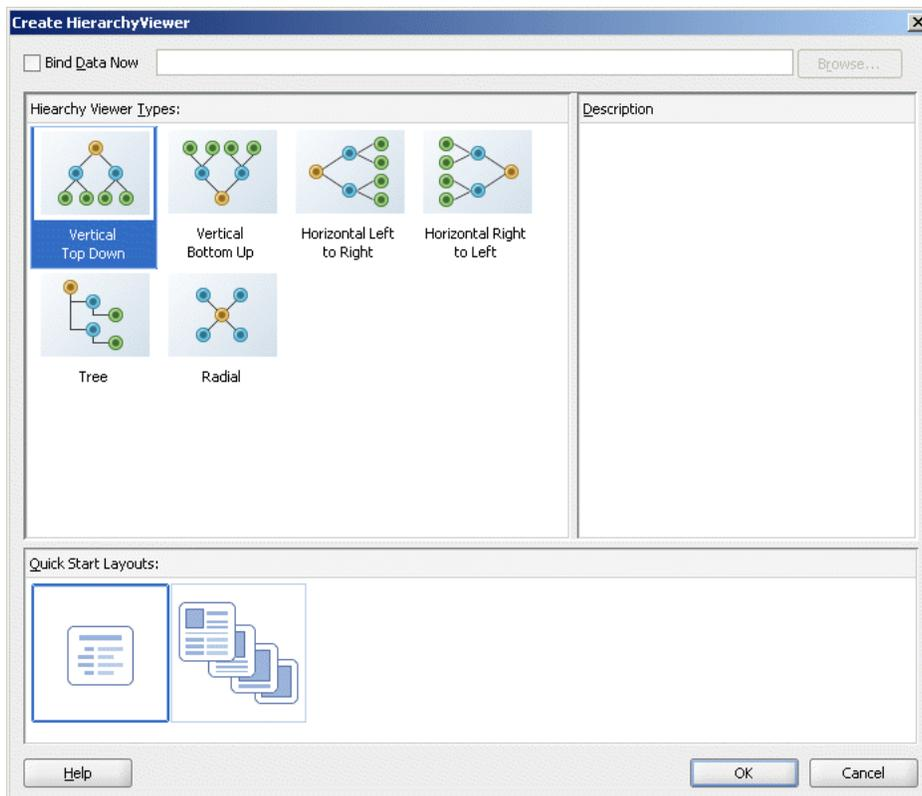 Create HierarchyViewer
Bind Data Now
Browse...
Hiearchy Viewer Types:
Description
Vertical
Top Down
Vertical
Bottom Up
Horizontal Left
to Right
Horizontal Right
to Left
Tree
Radial
Quick Start Layouts:
Help
OK
Cancel